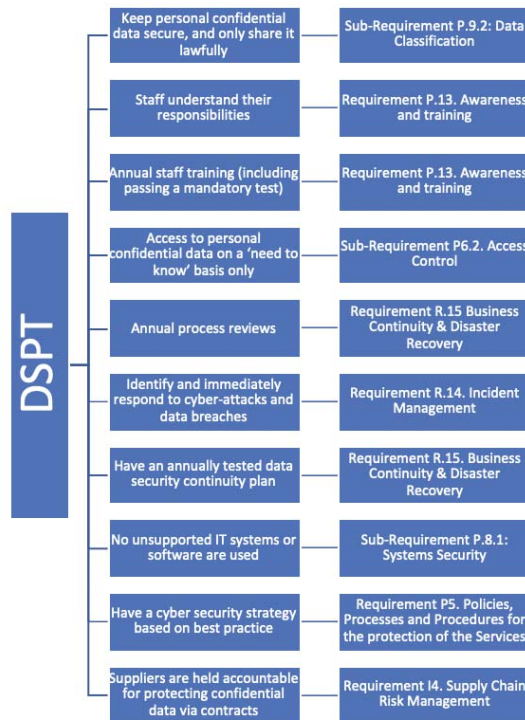 DSPT
Keep personal confidential
data secure, and only share it
lawfully
Sub-Requirement P.9.2: Data
Classification
Staff understand their
responsibilities
Requirement P.13. Awareness
and training
Annual staff training (including
passing a mandatory test)
Requirement P.13. Awareness
and training
Access to personal
confidential data on a ‘need to
know’ basis only
Sub-Requirement P6.2. Access
Control
Annual process reviews
Requirement R.15 Business
Continuity & Disaster
Recovery
Identify and immediately
respond to cyber-attacks and
data breaches
Requirement R.14. Incident
Management
Have an annually tested data
security continuity plan
Requirement R.15. Business
Continuity & Disaster
Recovery
No unsupported IT systems or
software are used
Sub-Requirement P.8.1:
Systems Security
Have a cyber security strategy
based on best practice
Requirement P5. Policies,
Processes and Procedures for
the protection of the Services
Suppliers are held accountable
for protecting confidential
data via contracts
Requirement I4. Supply Chain
Risk Management